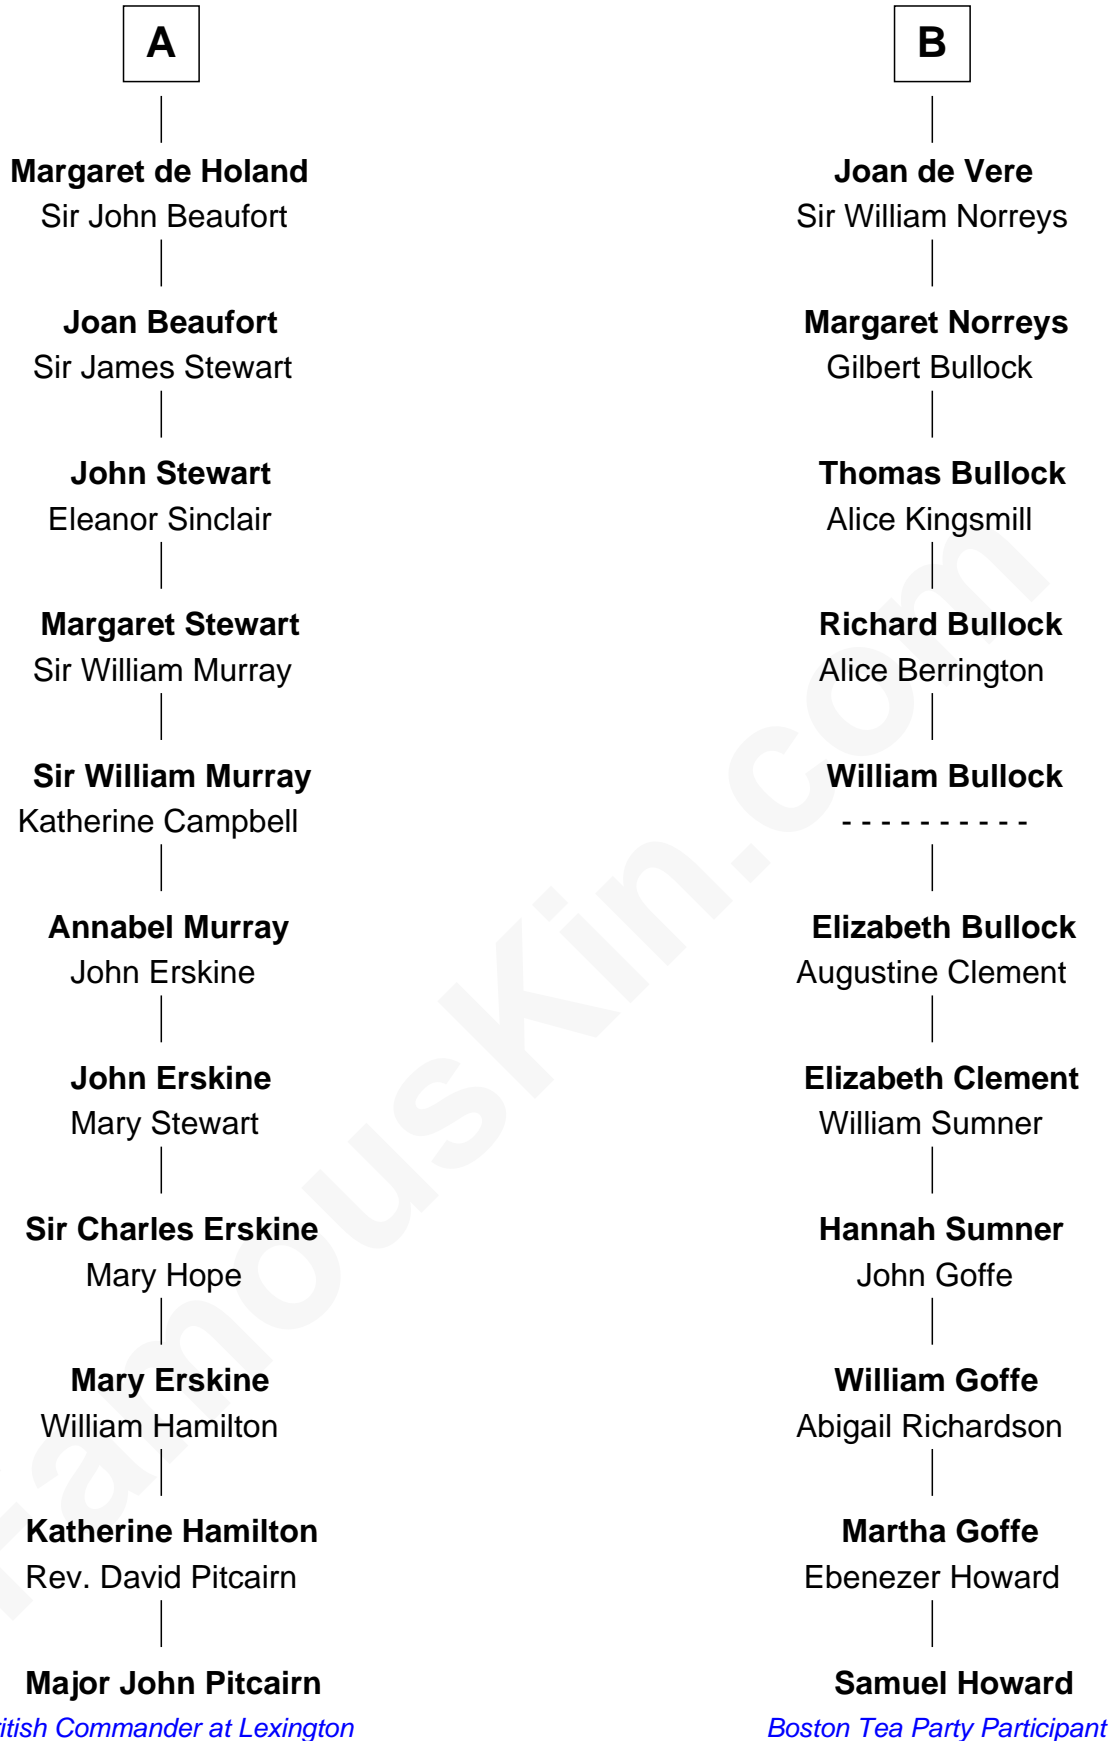 A
Margaret de Holand
Sir John Beaufort
Joan Beaufort
Sir James Stewart
John Stewart
Eleanor Sinclair
Margaret Stewart
Sir William Murray
Sir William Murray
Katherine Campbell
Annabel Murray
John Erskine
John Erskine
Mary Stewart
Sir Charles Erskine
Mary Hope
Mary Erskine
William Hamilton
Katherine Hamilton
Rev. David Pitcairn
Major John Pitcairn
itish Commander at Lexington
B
Joan de Vere
Sir William Norreys
Margaret Norreys
Gilbert Bullock
Thomas Bullock
Alice Kingsmill
Richard Bullock
Alice Berrington
William Bullock
- - - - - - - - - -
Elizabeth Bullock
Augustine Clement
Elizabeth Clement
William Sumner
Hannah Sumner
John Goffe
William Goffe
Abigail Richardson
Martha Goffe
Ebenezer Howard
Samuel Howard
Boston Tea Party Participant
FamousKin.com